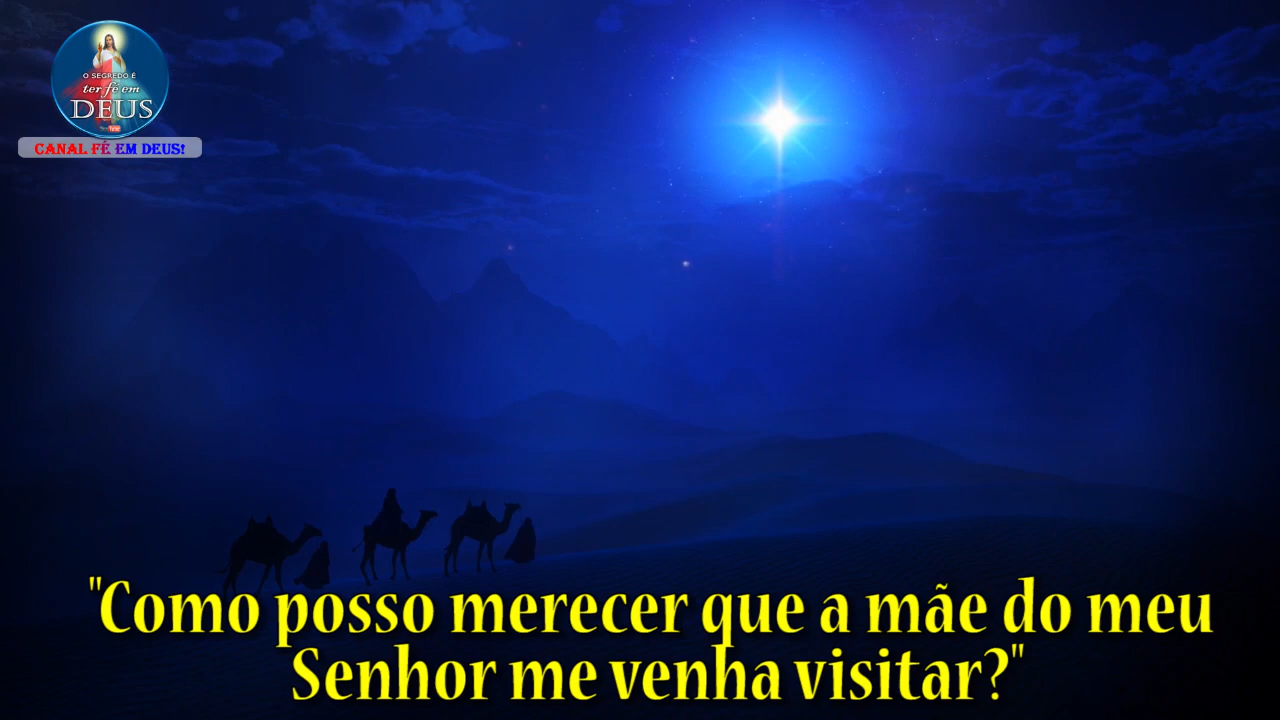 O SEGREDO É
ter fé em
DEUS
CANAL FÉ EM DEUS!
"Como posso merecer que a mãe do meu
Senhor me venha visitar?"